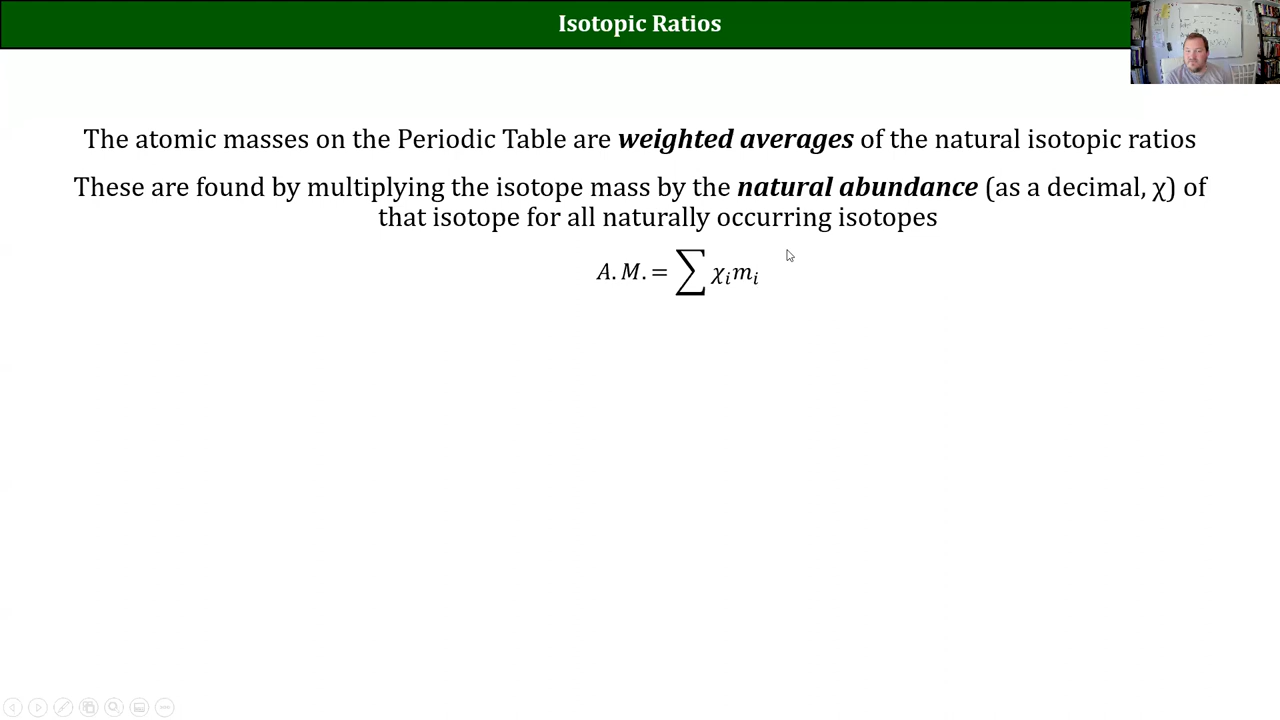 Isotopic Ratios
The atomic masses on the Periodic Table are weighted averages of the natural isotopic ratios
These are found by multiplying the isotope mass by the natural abundance (as a decimal, χ) of
that isotope for all naturally occurring isotopes
A. M. = ∑ χᵢmᵢ